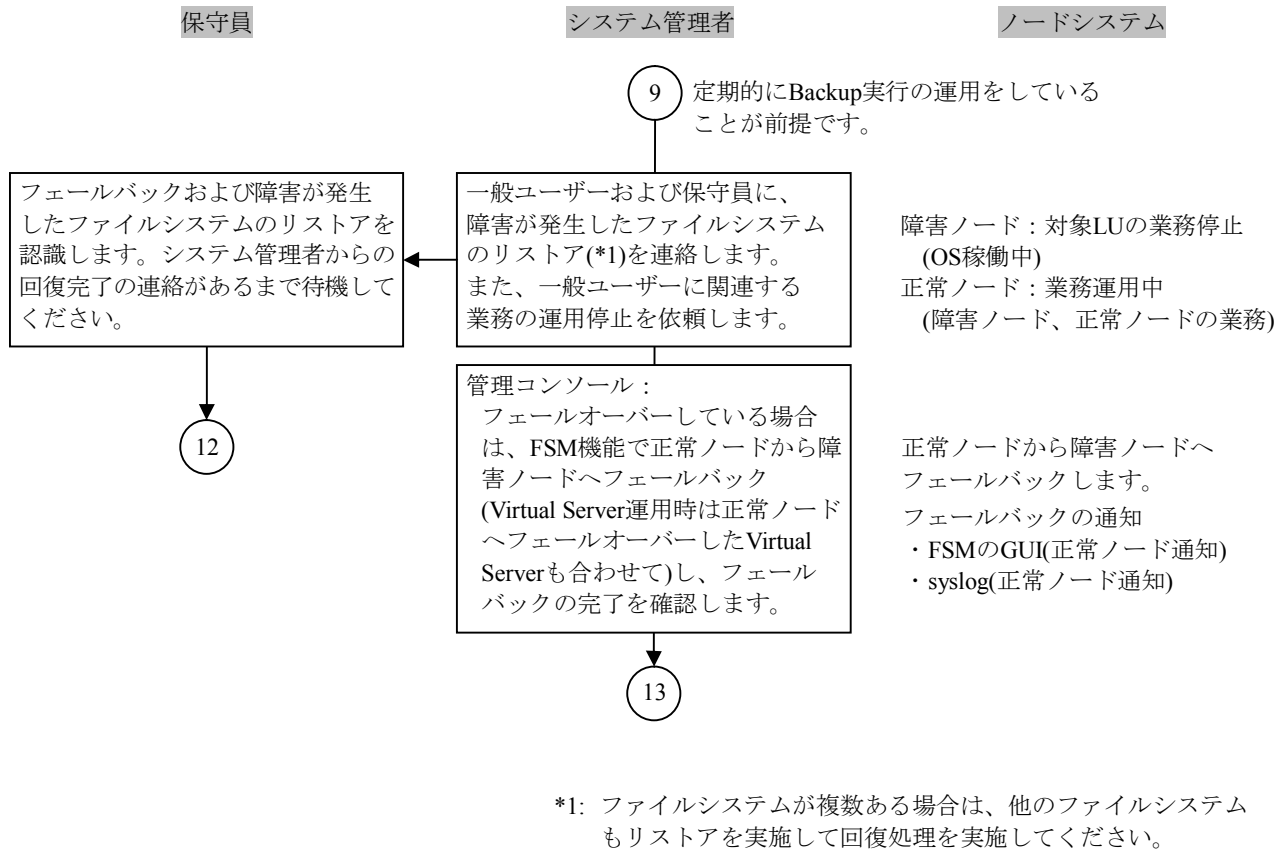 保守員
システム管理者
ノードシステム
9
定期的にBackup実行の運用をしている
ことが前提です。
フェールバックおよび障害が発生
したファイルシステムのリストアを
認識します。システム管理者からの
回復完了の連絡があるまで待機して
ください。
一般ユーザーおよび保守員に、
障害が発生したファイルシステム
のリストア(*1)を連絡します。
また、一般ユーザーに関連する
業務の運用停止を依頼します。
障害ノード：対象LUの業務停止
(OS稼働中)
正常ノード：業務運用中
(障害ノード、正常ノードの業務)
12
管理コンソール：
フェールオーバーしている場合
は、FSM機能で正常ノードから障
害ノードへフェールバック
(Virtual Server運用時は正常ノード
へフェールオーバーしたVirtual
Serverも合わせて)し、フェール
バックの完了を確認します。
正常ノードから障害ノードへ
フェールバックします。
フェールバックの通知
・FSMのGUI(正常ノード通知)
・syslog(正常ノード通知)
13
*1: ファイルシステムが複数ある場合は、他のファイルシステム
もリストアを実施して回復処理を実施してください。